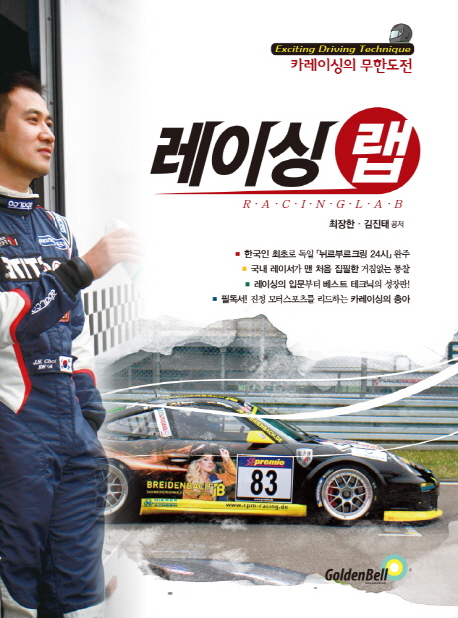 Exciting Driving Technique
카레이싱의 무한도전
레이싱 랩
R·A·C·I·N·G·L·A·B
최장한 · 김진태 공저
■ 한국인 최초로 독일 「뉘르부르크링 24시」 완주
■ 국내 레이서가 맨 처음 집필한 거짐없는 통찰
■ 레이싱의 입문부터 베스트 테크닉의 성장판!
■ 필독서! 진정 모터스포츠를 리드하는 카레이싱의 총아
sparco
J.H. Choi
premio
BREIDENBACH
83
www.rpm-racing.de
GoldenBell